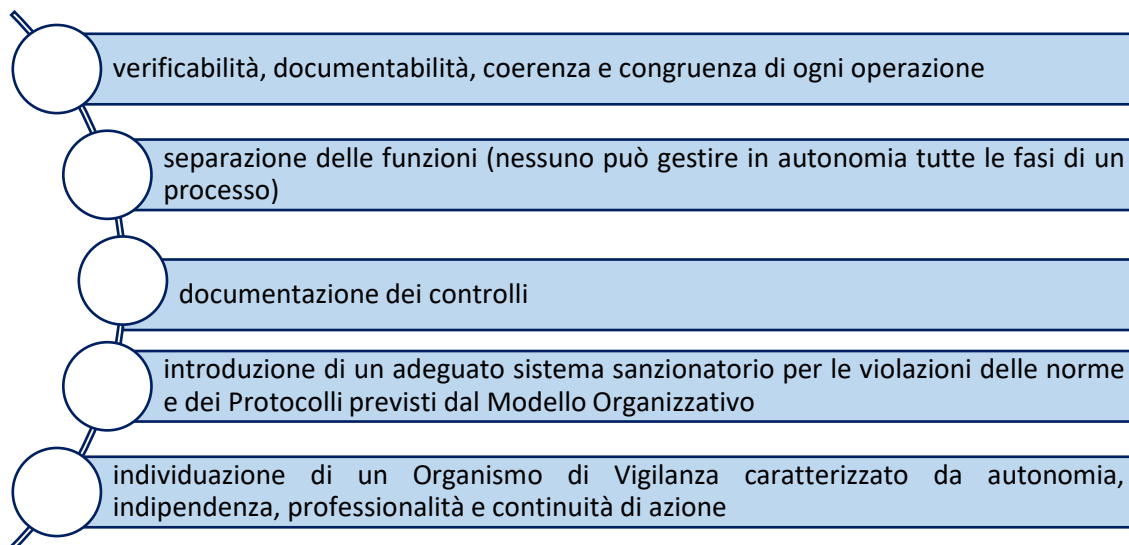 verificabilità, documentabilità, coerenza e congruenza di ogni operazione
separazione delle funzioni (nessuno può gestire in autonomia tutte le fasi di un
processo)
documentazione dei controlli
introduzione di un adeguato sistema sanzionatorio per le violazioni delle norme
e dei Protocolli previsti dal Modello Organizzativo
individuazione di un Organismo di Vigilanza caratterizzato da autonomia,
indipendenza, professionalità e continuità di azione